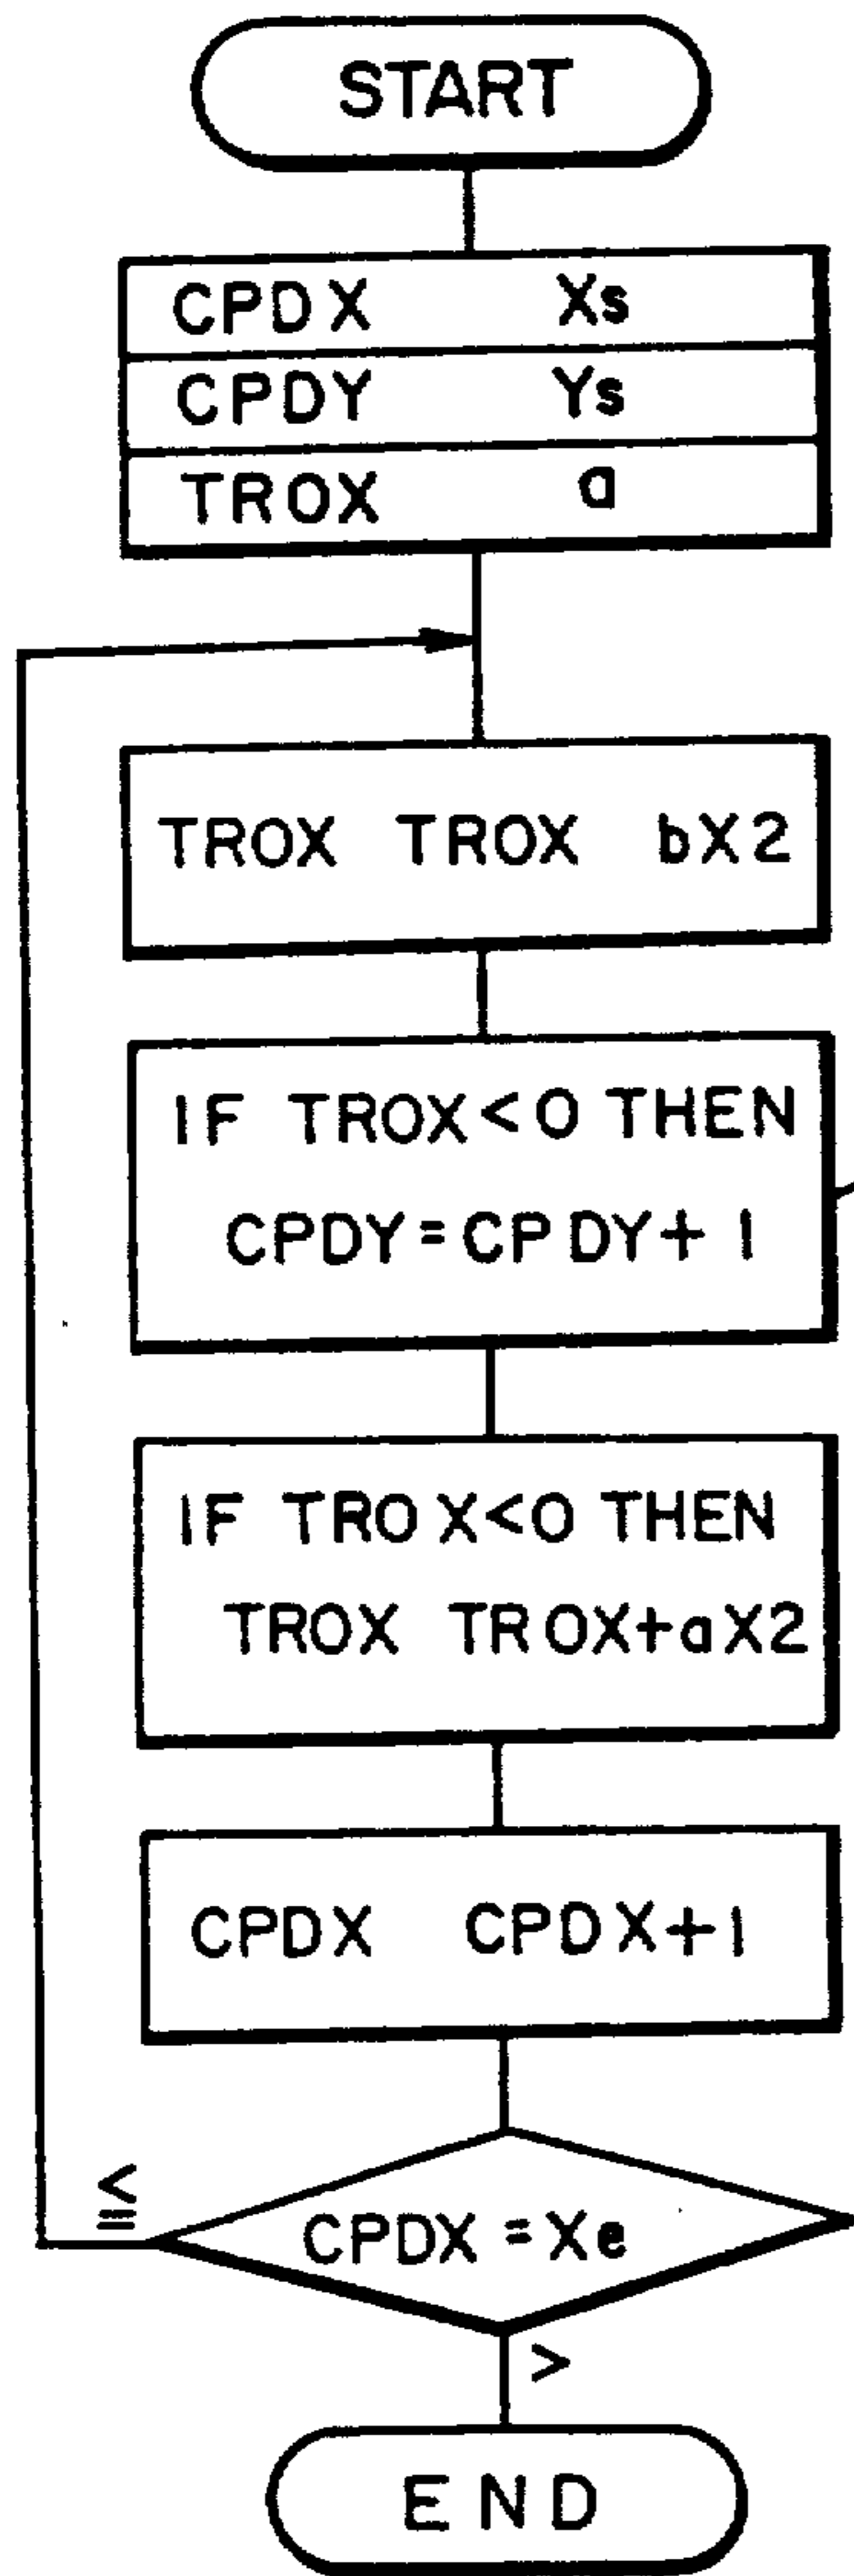 START
CPDX Xs
CPDY Ys
TROX a
TROX TROX bX2
IF TROX<0 THEN
CPDY=CPDY+1
IF TROX<0 THEN
TROX TROX+aX2
CPDX CPDX+1
≦
CPDX=Xe
>
END